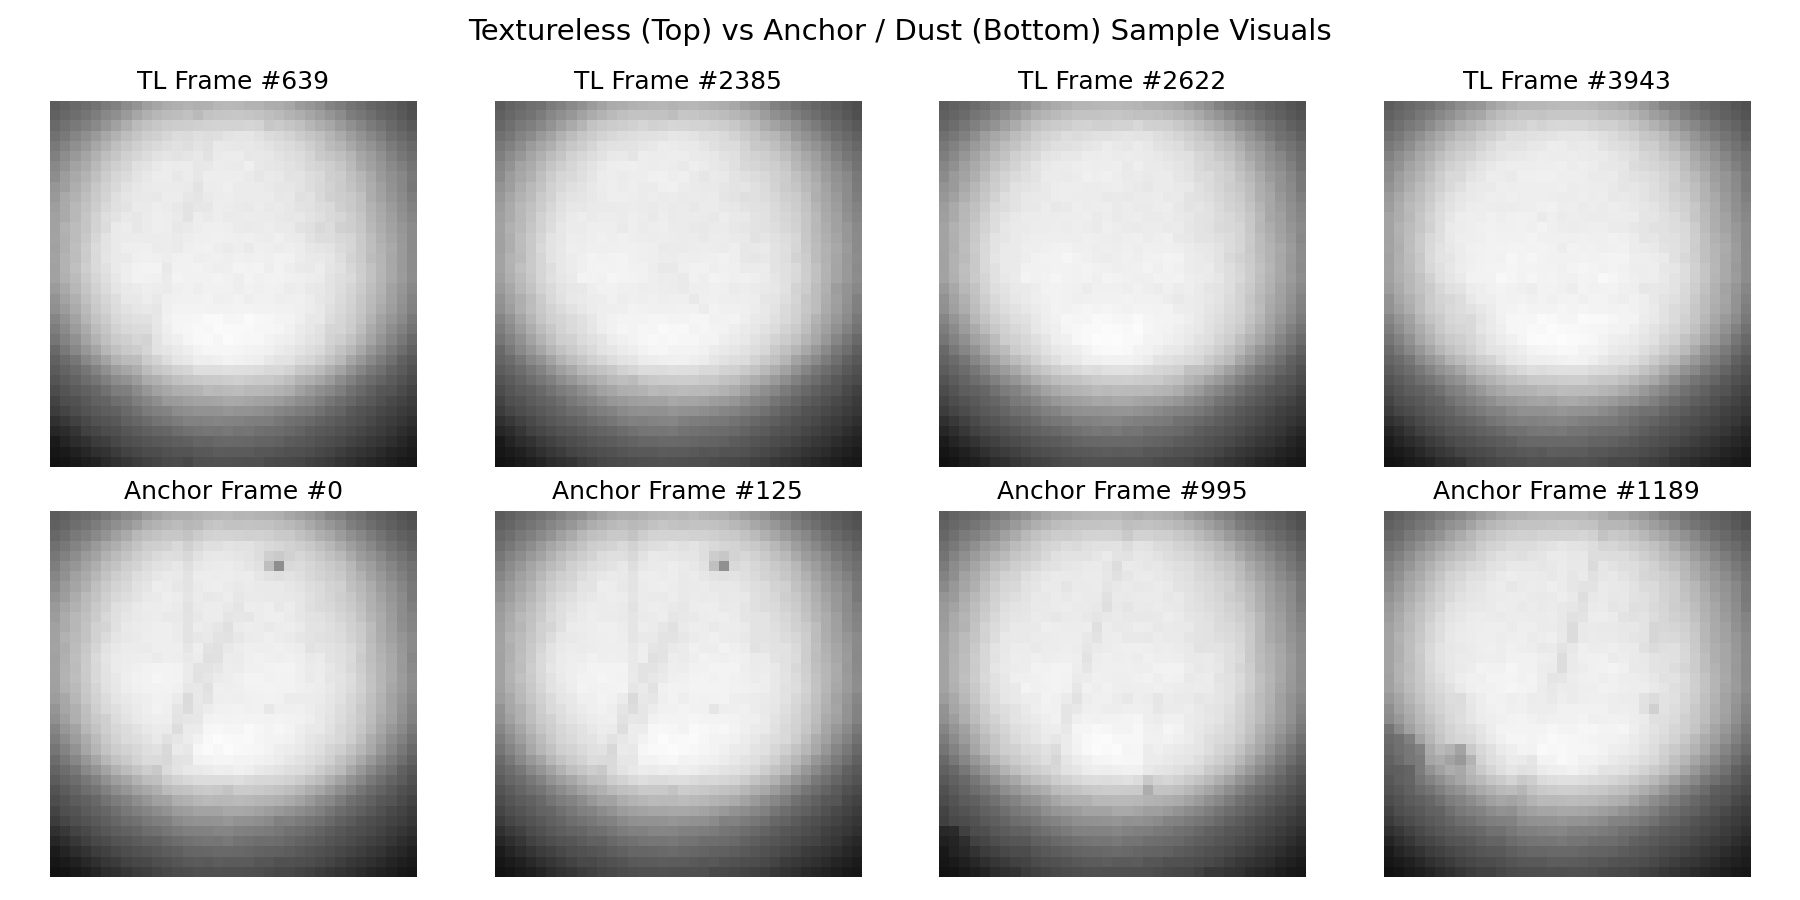 Textureless (Top) vs Anchor / Dust (Bottom) Sample Visuals
TL Frame #639
TL Frame #2385
TL Frame #2622
TL Frame #3943
Anchor Frame #0
Anchor Frame #125
Anchor Frame #995
Anchor Frame #1189